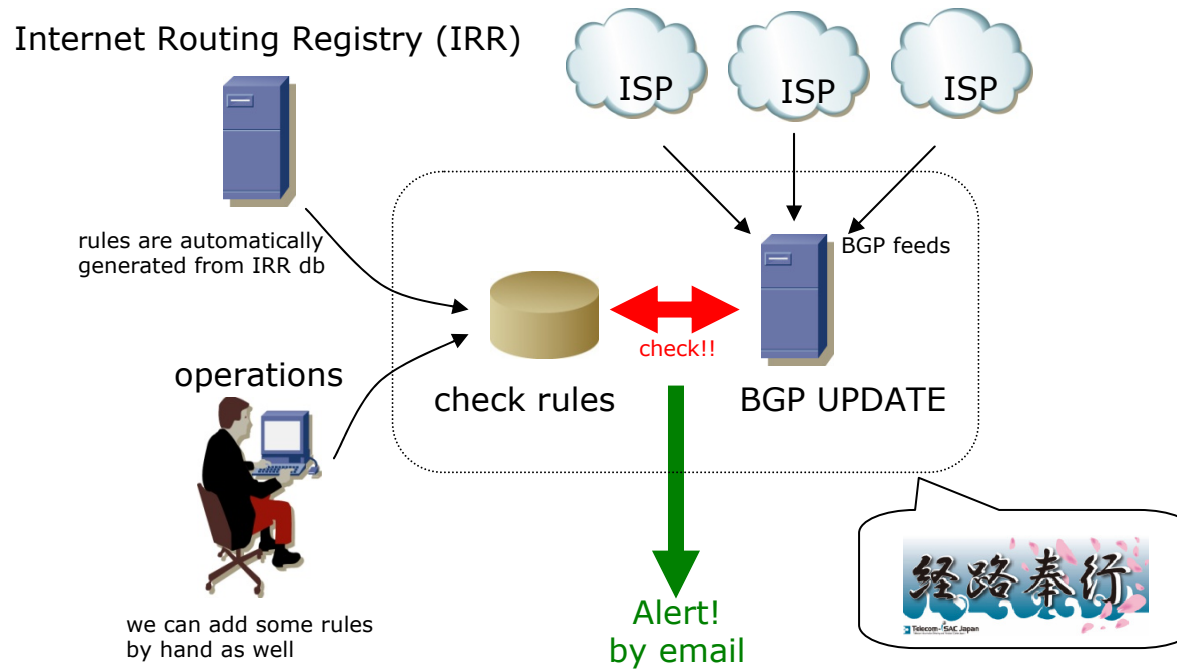 Internet Routing Registry (IRR)
ISP
ISP
ISP
rules are automatically
generated from IRR db
BGP feeds
check!!
operations
check rules
BGP UPDATE
we can add some rules
by hand as well
Alert!
by email
経路奉行
Telecom-ISAC Japan